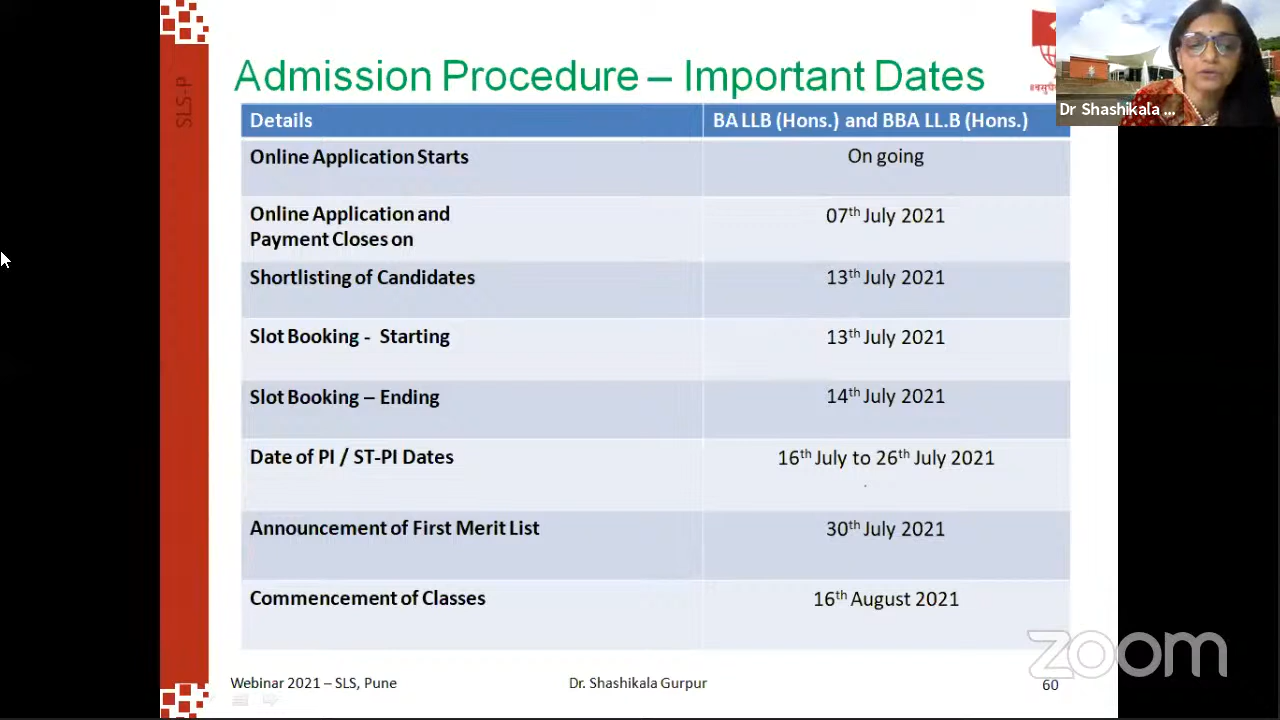 SLS-P
Admission Procedure – Important Dates
Dr Shashikala ...
Details
BA LLB (Hons.) and BBA LL.B (Hons.)
Online Application Starts
On going
Online Application and
Payment Closes on
07th July 2021
Shortlisting of Candidates
13th July 2021
Slot Booking - Starting
13th July 2021
Slot Booking – Ending
14th July 2021
Date of PI / ST-PI Dates
16th July to 26th July 2021
Announcement of First Merit List
30th July 2021
Commencement of Classes
16th August 2021
zoom
Webinar 2021 – SLS, Pune
Dr. Shashikala Gurpur
60